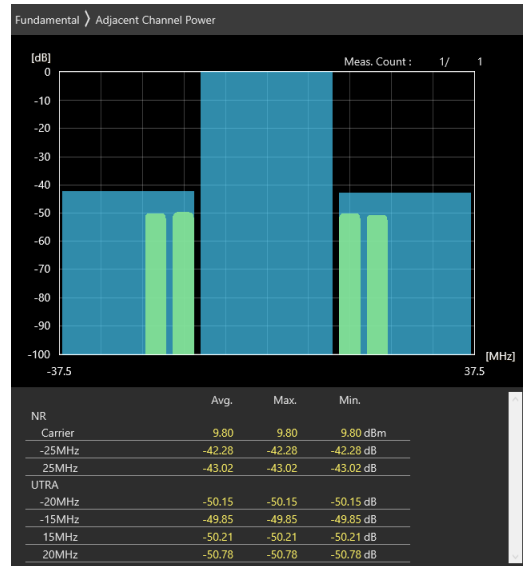 Fundamental ❭ Adjacent Channel Power
[dB]
Meas. Count : 1/ 1
0
-10
-20
-30
-40
-50
-60
-70
-80
-90
-100
[MHz]
-37.5 37.5
Avg. Max. Min.
NR
Carrier 9.80 9.80 9.80 dBm
-25MHz -42.28 -42.28 -42.28 dB
25MHz -43.02 -43.02 -43.02 dB
UTRA
-20MHz -50.15 -50.15 -50.15 dB
-15MHz -49.85 -49.85 -49.85 dB
15MHz -50.21 -50.21 -50.21 dB
20MHz -50.78 -50.78 -50.78 dB